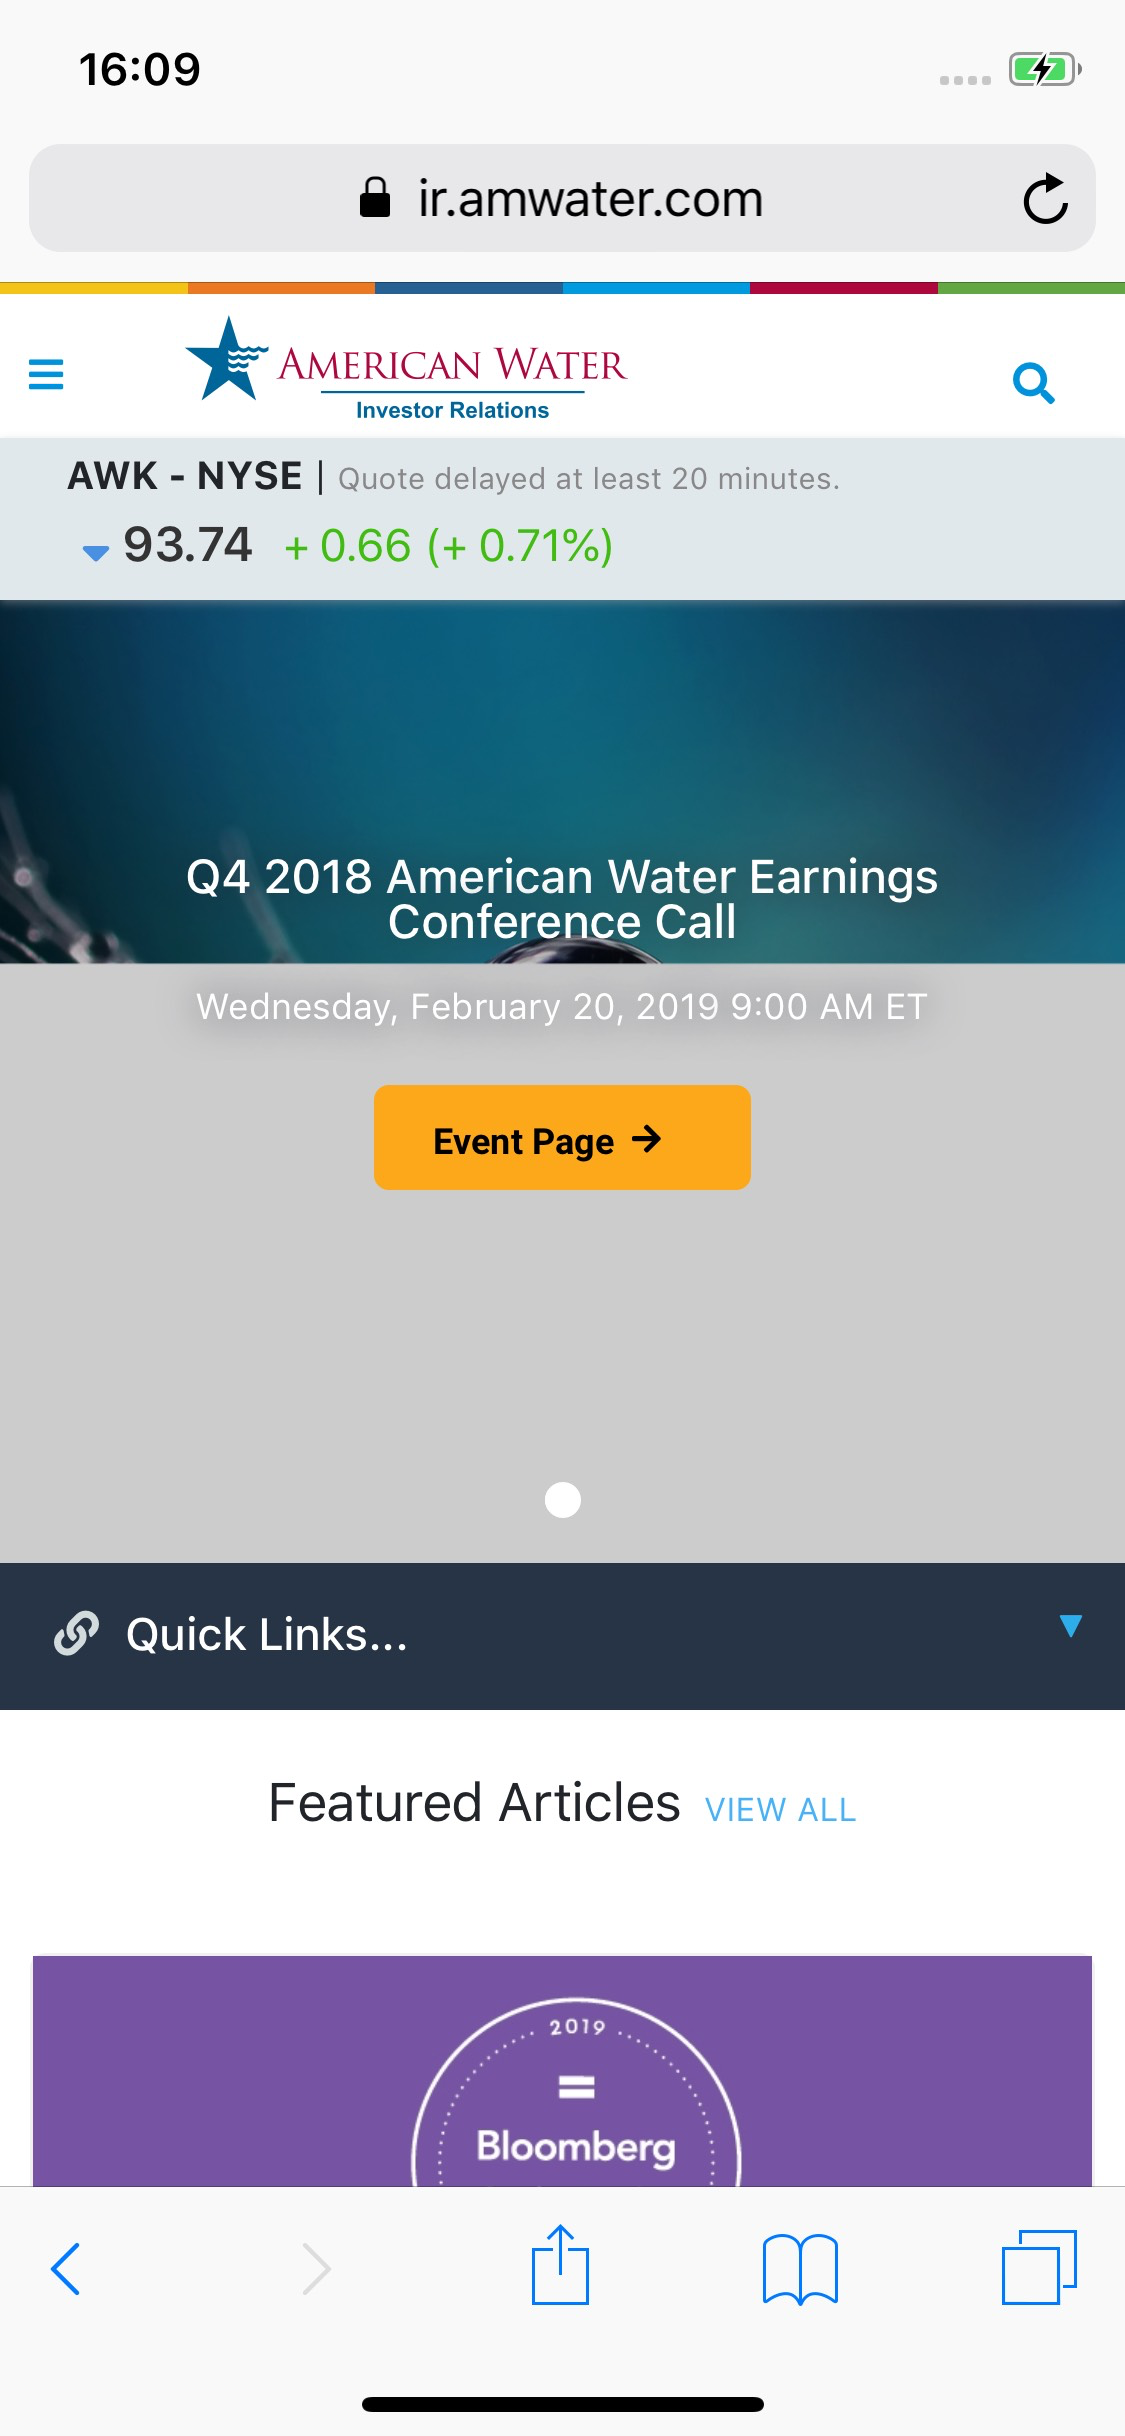 16:09
ir.amwater.com
AMERICAN WATER
Investor Relations
AWK - NYSE | Quote delayed at least 20 minutes.
93.74 + 0.66 (+ 0.71%)
Q4 2018 American Water Earnings
Conference Call
Wednesday, February 20, 2019 9:00 AM ET
Event Page
Quick Links...
Featured Articles VIEW ALL
2019
Bloomberg